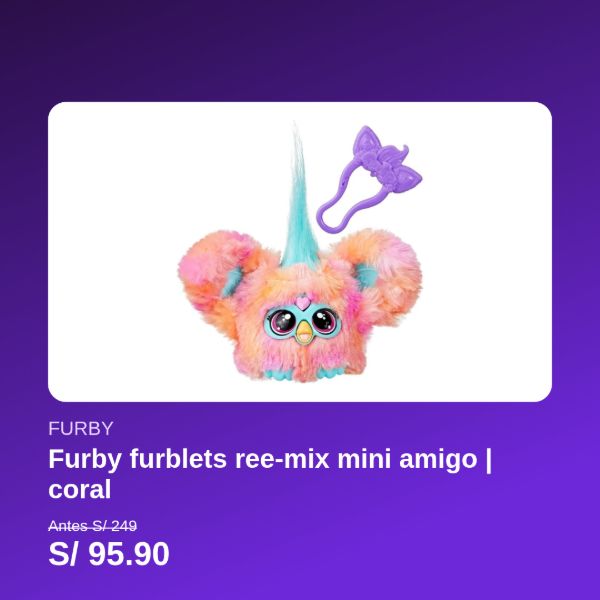 FURBY
Furby furblets ree-mix mini amigo |
coral
Antes S/ 249
S/ 95.90